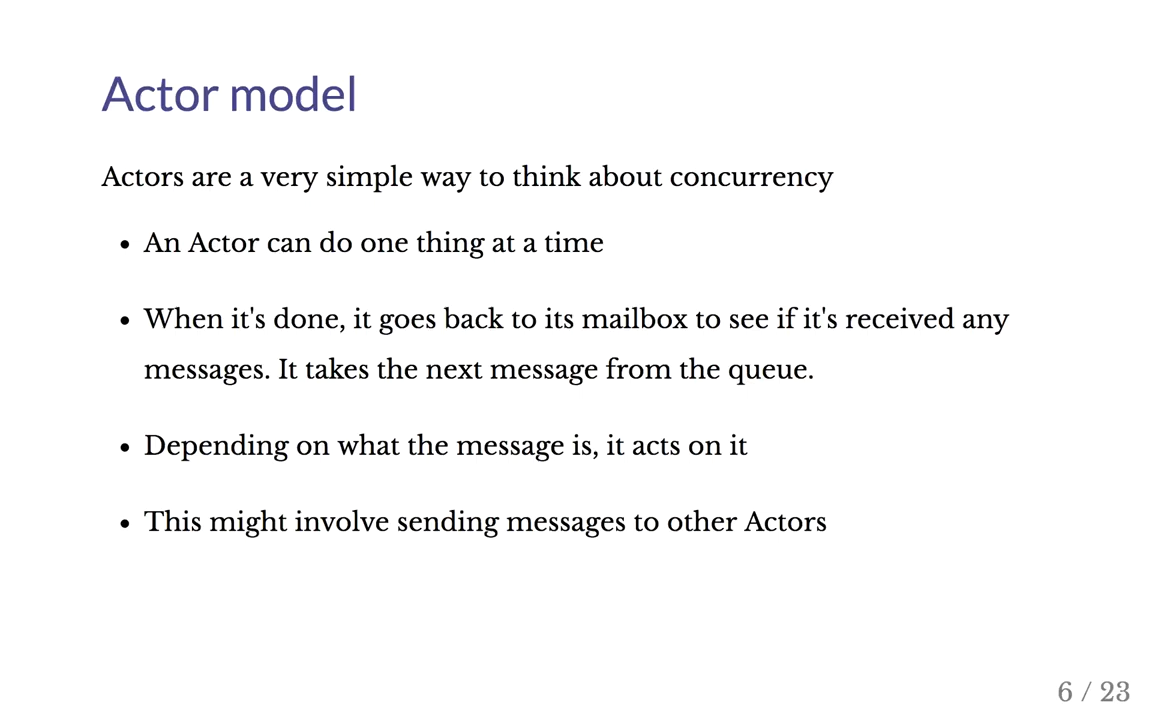 Actor model
Actors are a very simple way to think about concurrency
• An Actor can do one thing at a time
• When it's done, it goes back to its mailbox to see if it's received any
messages. It takes the next message from the queue.
• Depending on what the message is, it acts on it
• This might involve sending messages to other Actors
6 / 23